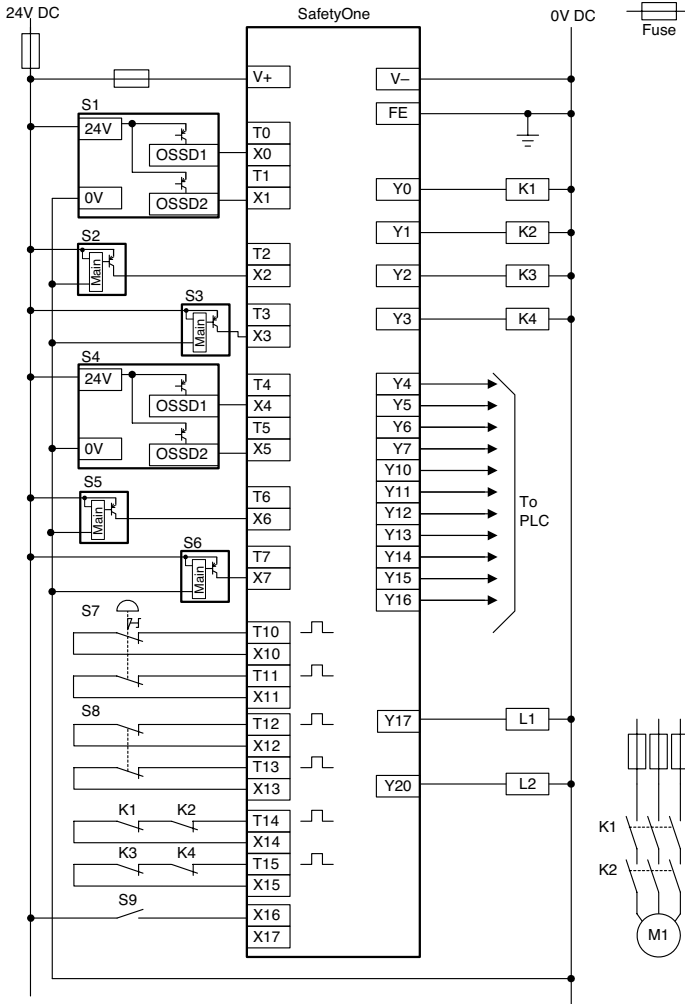 24V DC
SafetyOne
0V DC
Fuse
V+
V–
FE
S1
24V
OSSD1
0V
OSSD2
T0
X0
T1
X1
Y0
K1
Y1
K2
S2
Main
T2
X2
Y2
K3
S3
Main
T3
X3
Y3
K4
S4
24V
OSSD1
0V
OSSD2
T4
X4
T5
X5
Y4
Y5
Y6
Y7
Y10
Y11
Y12
Y13
Y14
Y15
Y16
To
PLC
S5
Main
T6
X6
S6
Main
T7
X7
S7
T10
X10
T11
X11
S8
T12
X12
T13
X13
Y17
L1
Y20
L2
K1
K2
T14
X14
K3
K4
T15
X15
S9
X16
X17
K1
K2
M1